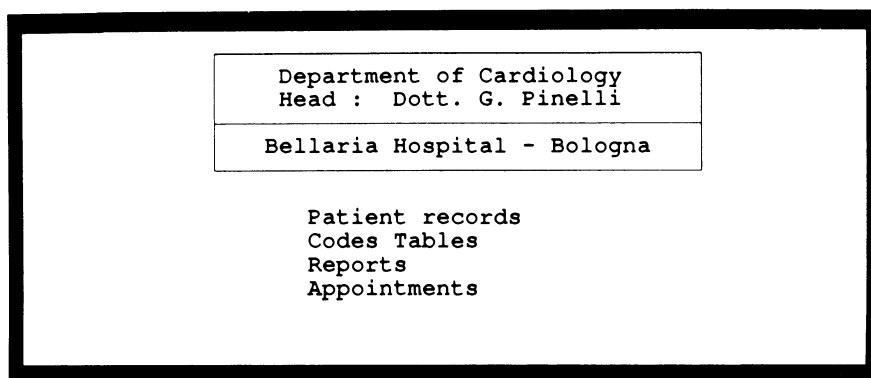 Department of Cardiology
Head : Dott. G. Pinelli
Bellaria Hospital - Bologna
Patient records
Codes Tables
Reports
Appointments